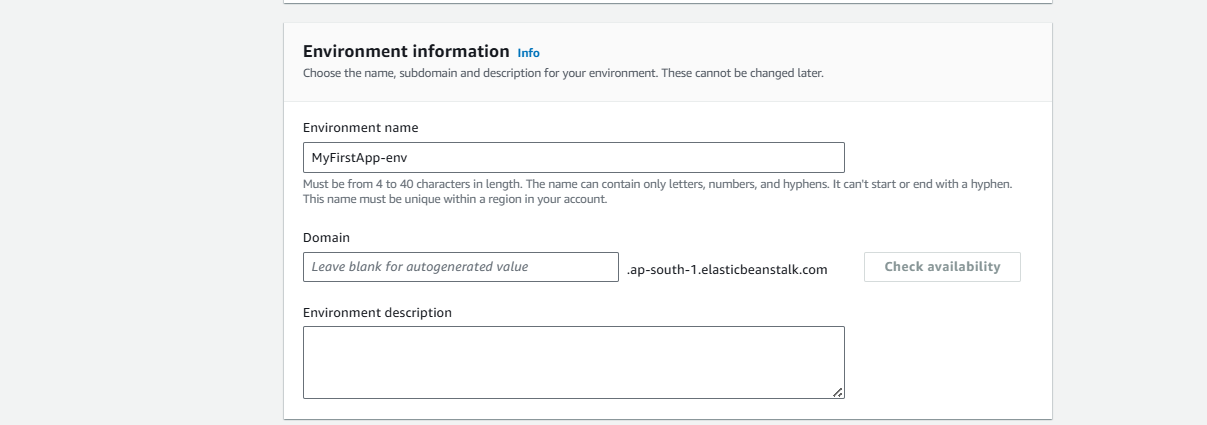 Environment information Info
Choose the name, subdomain and description for your environment. These cannot be changed later.
Environment name
MyFirstApp-env
Must be from 4 to 40 characters in length. The name can contain only letters, numbers, and hyphens. It can't start or end with a hyphen.
This name must be unique within a region in your account.
Domain
Leave blank for autogenerated value .ap-south-1.elasticbeanstalk.com Check availability
Environment description